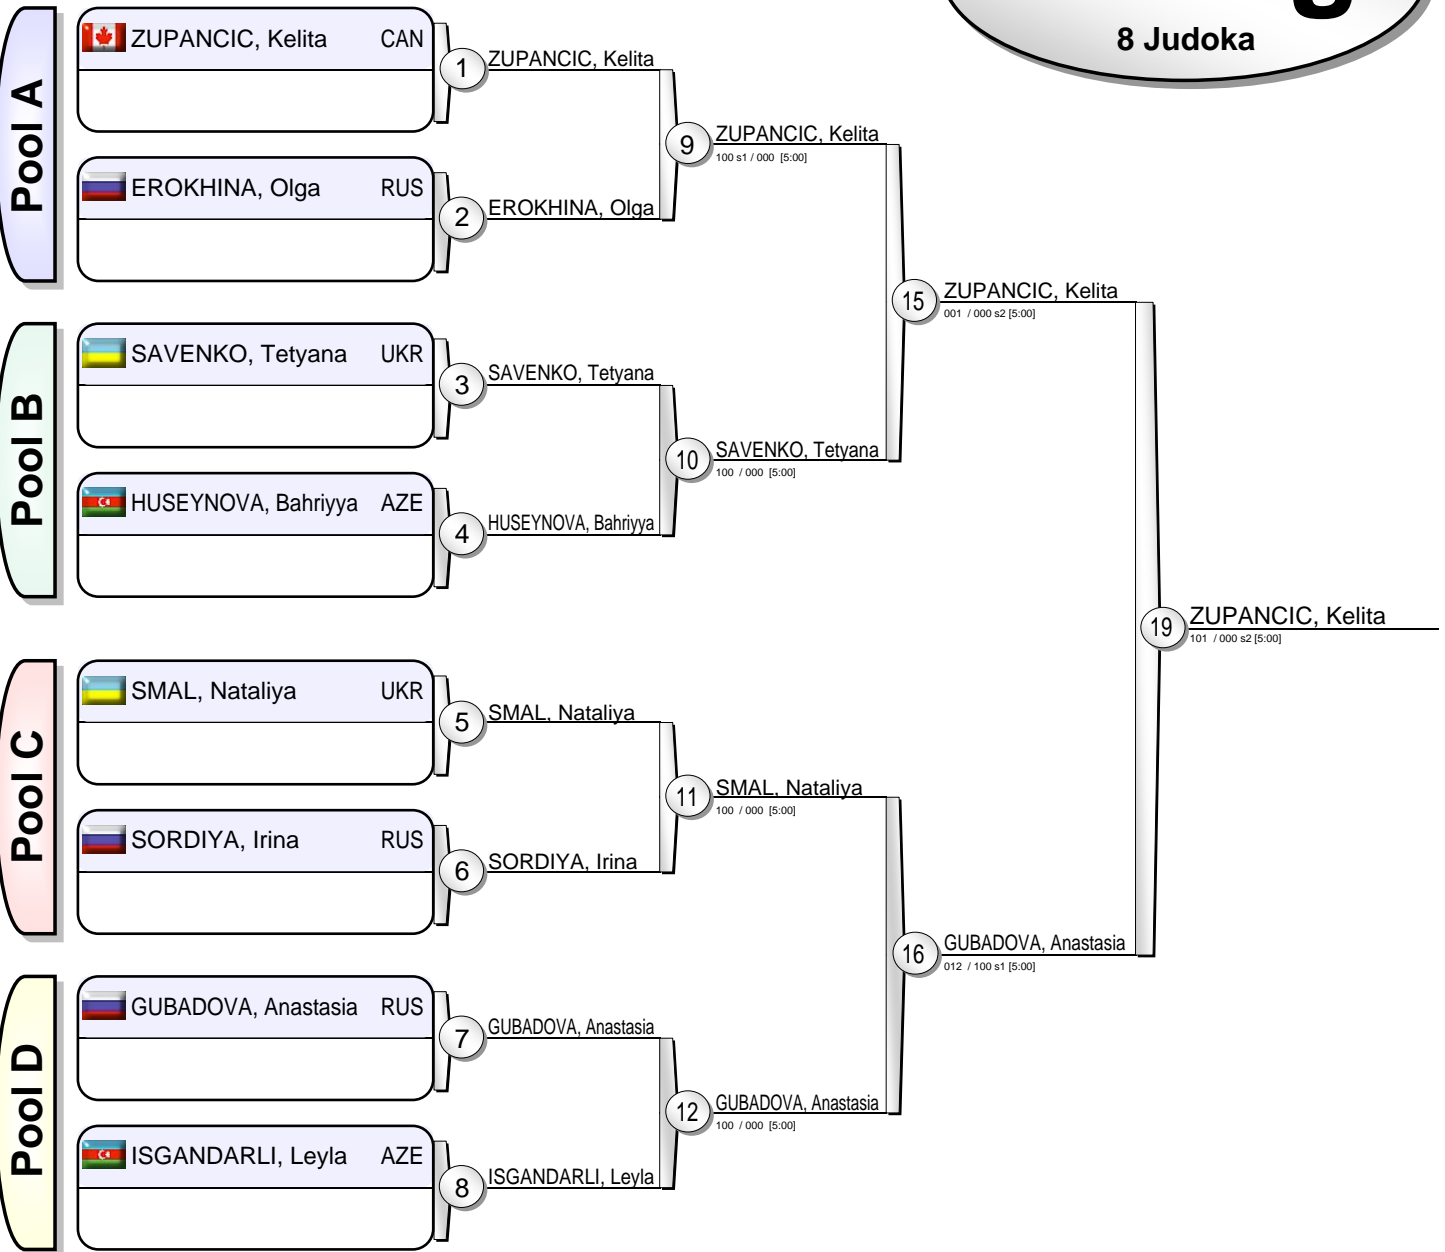 8 Judoka
Pool A
ZUPANCIC, Kelita CAN
1
ZUPANCIC, Kelita
EROKHINA, Olga RUS
2
EROKHINA, Olga
9
ZUPANCIC, Kelita
100 s1 / 000 [5:00]
Pool B
SAVENKO, Tetyana UKR
3
SAVENKO, Tetyana
HUSEYNOVA, Bahriyya AZE
4
HUSEYNOVA, Bahriyya
10
SAVENKO, Tetyana
100 / 000 [5:00]
15
ZUPANCIC, Kelita
001 / 000 s2 [5:00]
Pool C
SMAL, Nataliya UKR
5
SMAL, Nataliya
SORDIYA, Irina RUS
6
SORDIYA, Irina
11
SMAL, Nataliya
100 / 000 [5:00]
Pool D
GUBADOVA, Anastasia RUS
7
GUBADOVA, Anastasia
ISGANDARLI, Leyla AZE
8
ISGANDARLI, Leyla
12
GUBADOVA, Anastasia
100 / 000 [5:00]
16
GUBADOVA, Anastasia
012 / 100 s1 [5:00]
19
ZUPANCIC, Kelita
101 / 000 s2 [5:00]